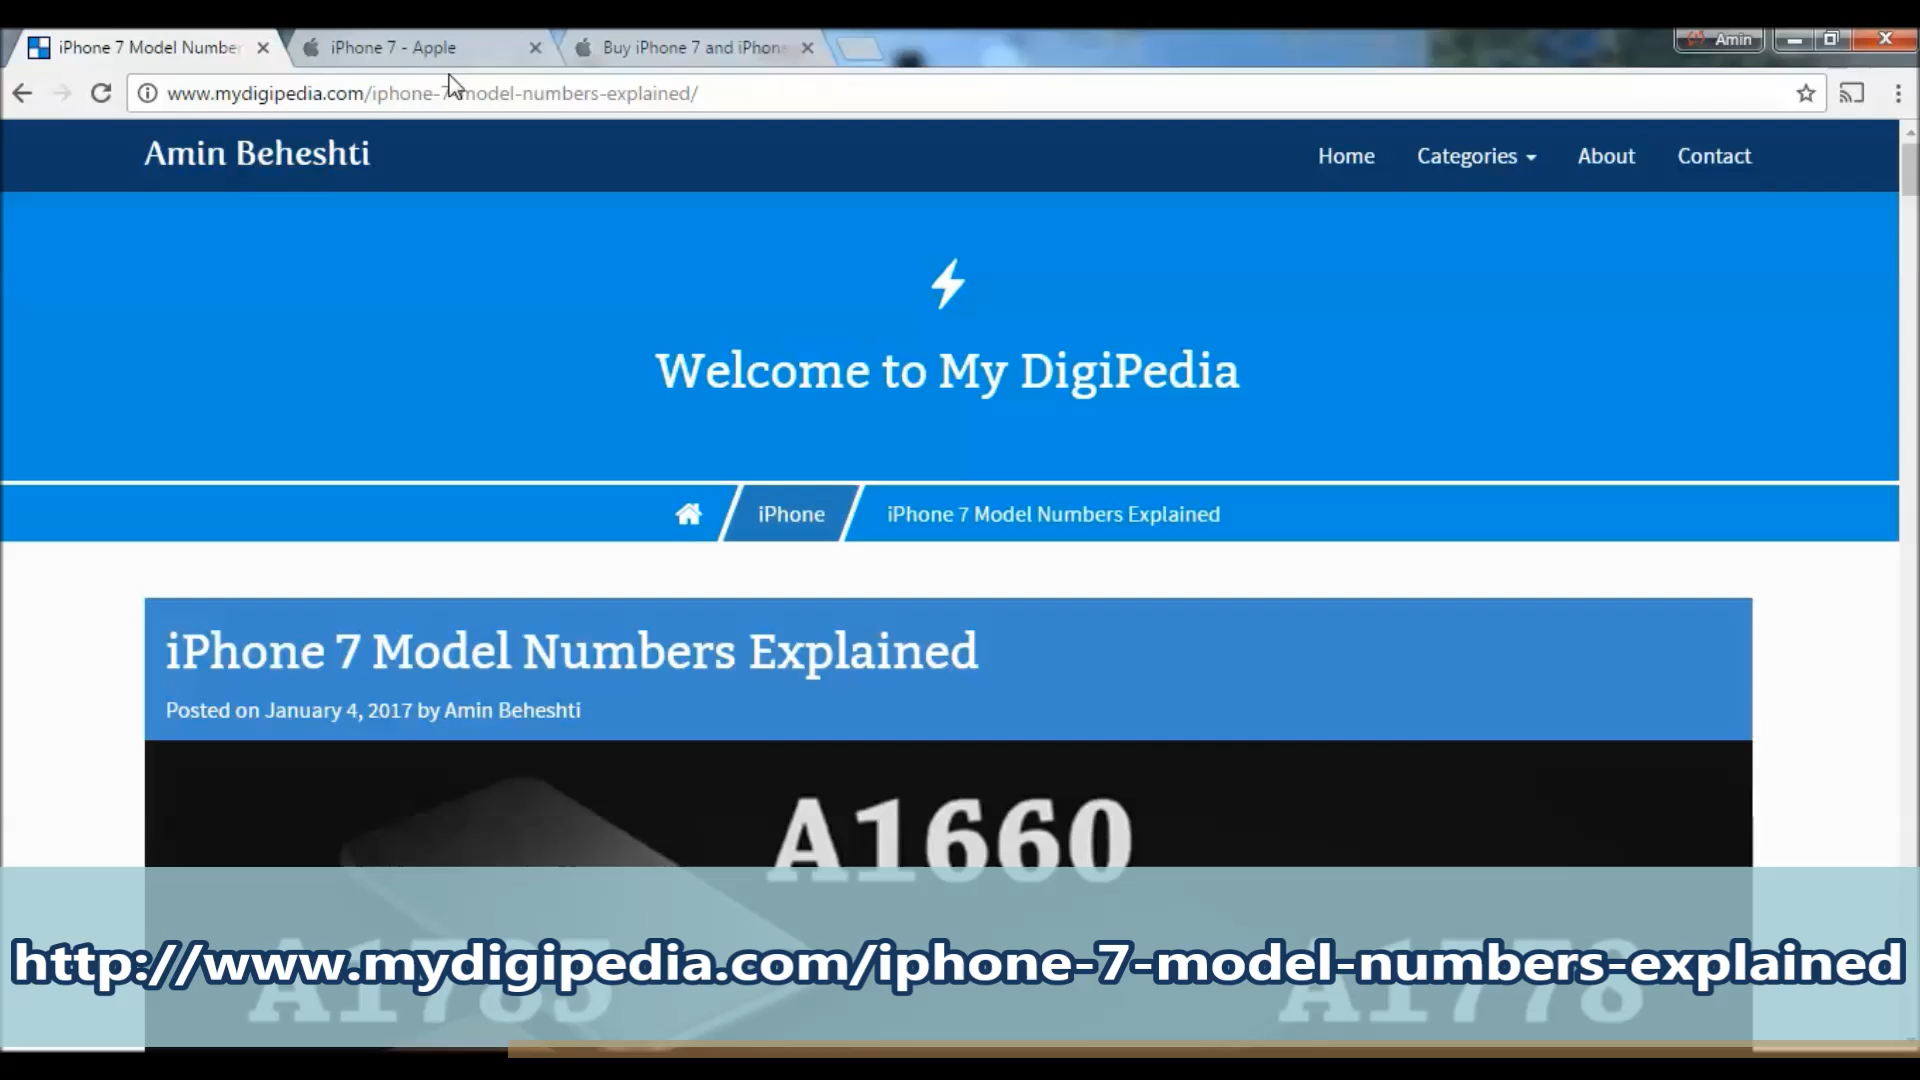 iPhone 7 Model Number
iPhone 7 - Apple
Buy iPhone 7 and iPhon
Amin
www.mydigipedia.com/iphone-7-model-numbers-explained/
Amin Beheshti
Home
Categories
About
Contact
Welcome to My DigiPedia
iPhone
iPhone 7 Model Numbers Explained
iPhone 7 Model Numbers Explained
Posted on January 4, 2017 by Amin Beheshti
A1660
http://www.mydigipedia.com/iphone-7-model-numbers-explained
A1785
A1778